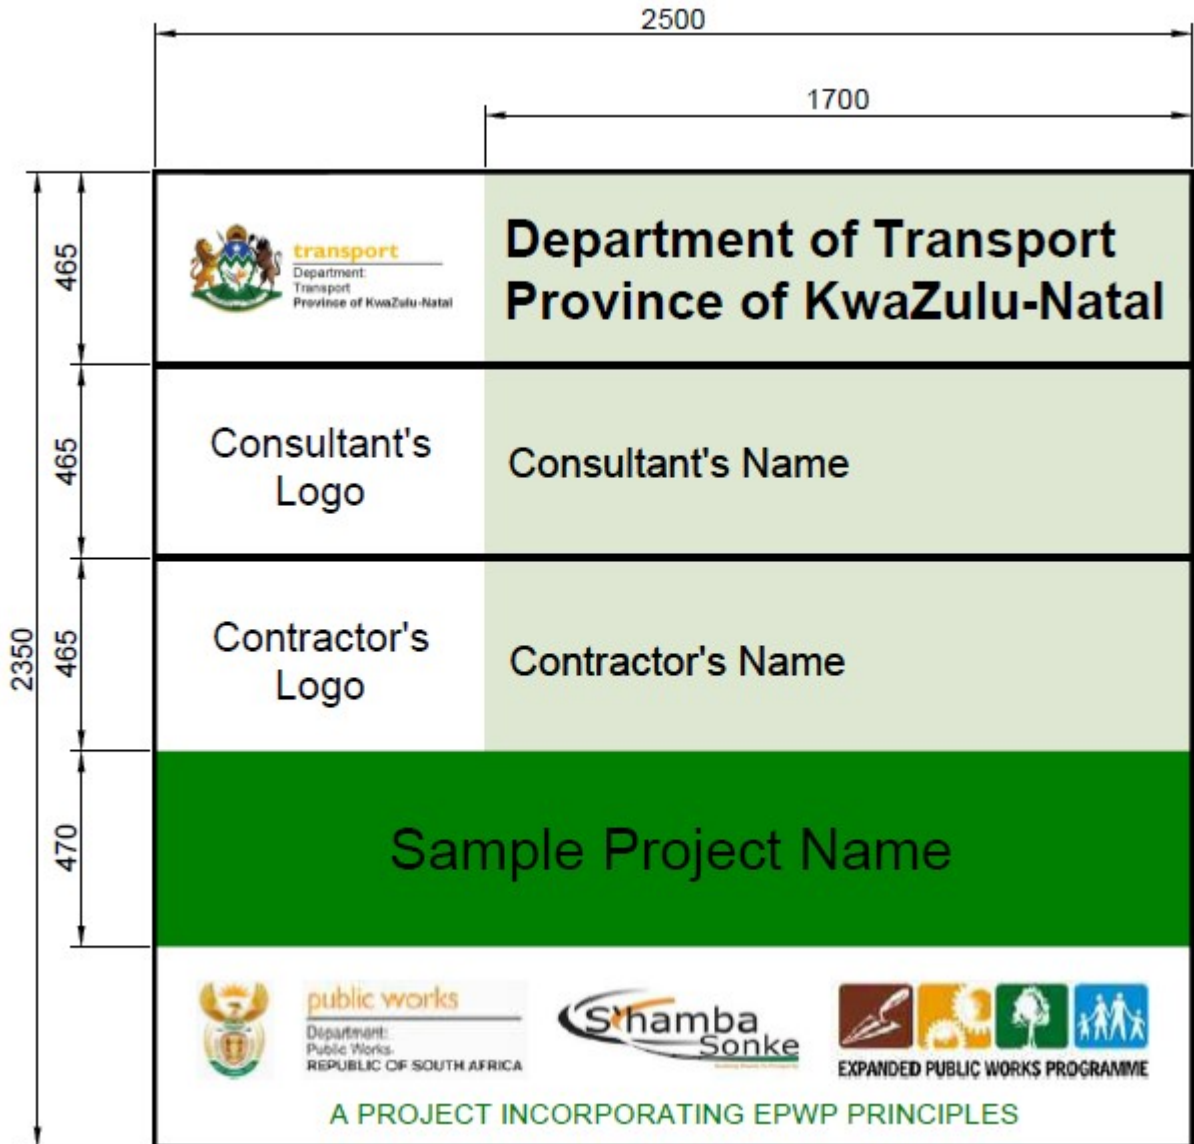 2500
1700
465
transport
Department:
Transport
Province of KwaZulu-Natal
Department of Transport
Province of KwaZulu-Natal
465
Consultant's
Logo
Consultant's Name
2350
465
Contractor's
Logo
Contractor's Name
470
Sample Project Name
public works
Department:
Public Works
REPUBLIC OF SOUTH AFRICA
S'hamba
Sonke
EXPANDED PUBLIC WORKS PROGRAMME
A PROJECT INCORPORATING EPWP PRINCIPLES